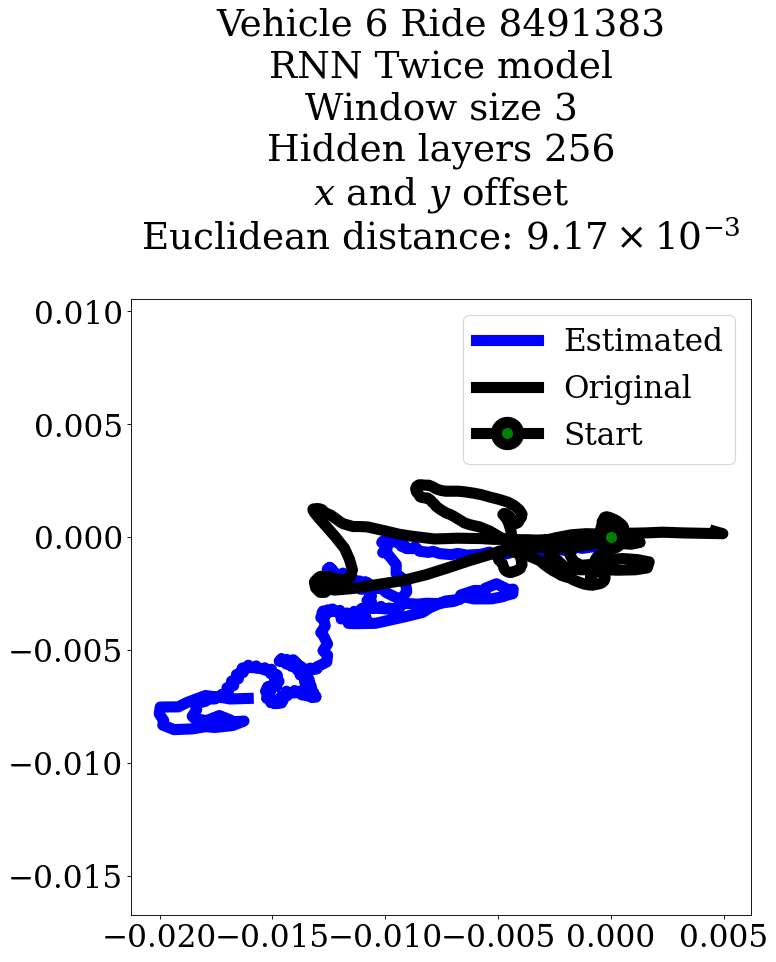 Vehicle 6 Ride 8491383
RNN Twice model
Window size 3
Hidden layers 256
x and y offset
Euclidean distance: 9.17 × 10⁻³
Estimated
Original
Start
0.010
0.005
0.000
−0.005
−0.010
−0.015
−0.020 −0.015 −0.010 −0.005 0.000 0.005